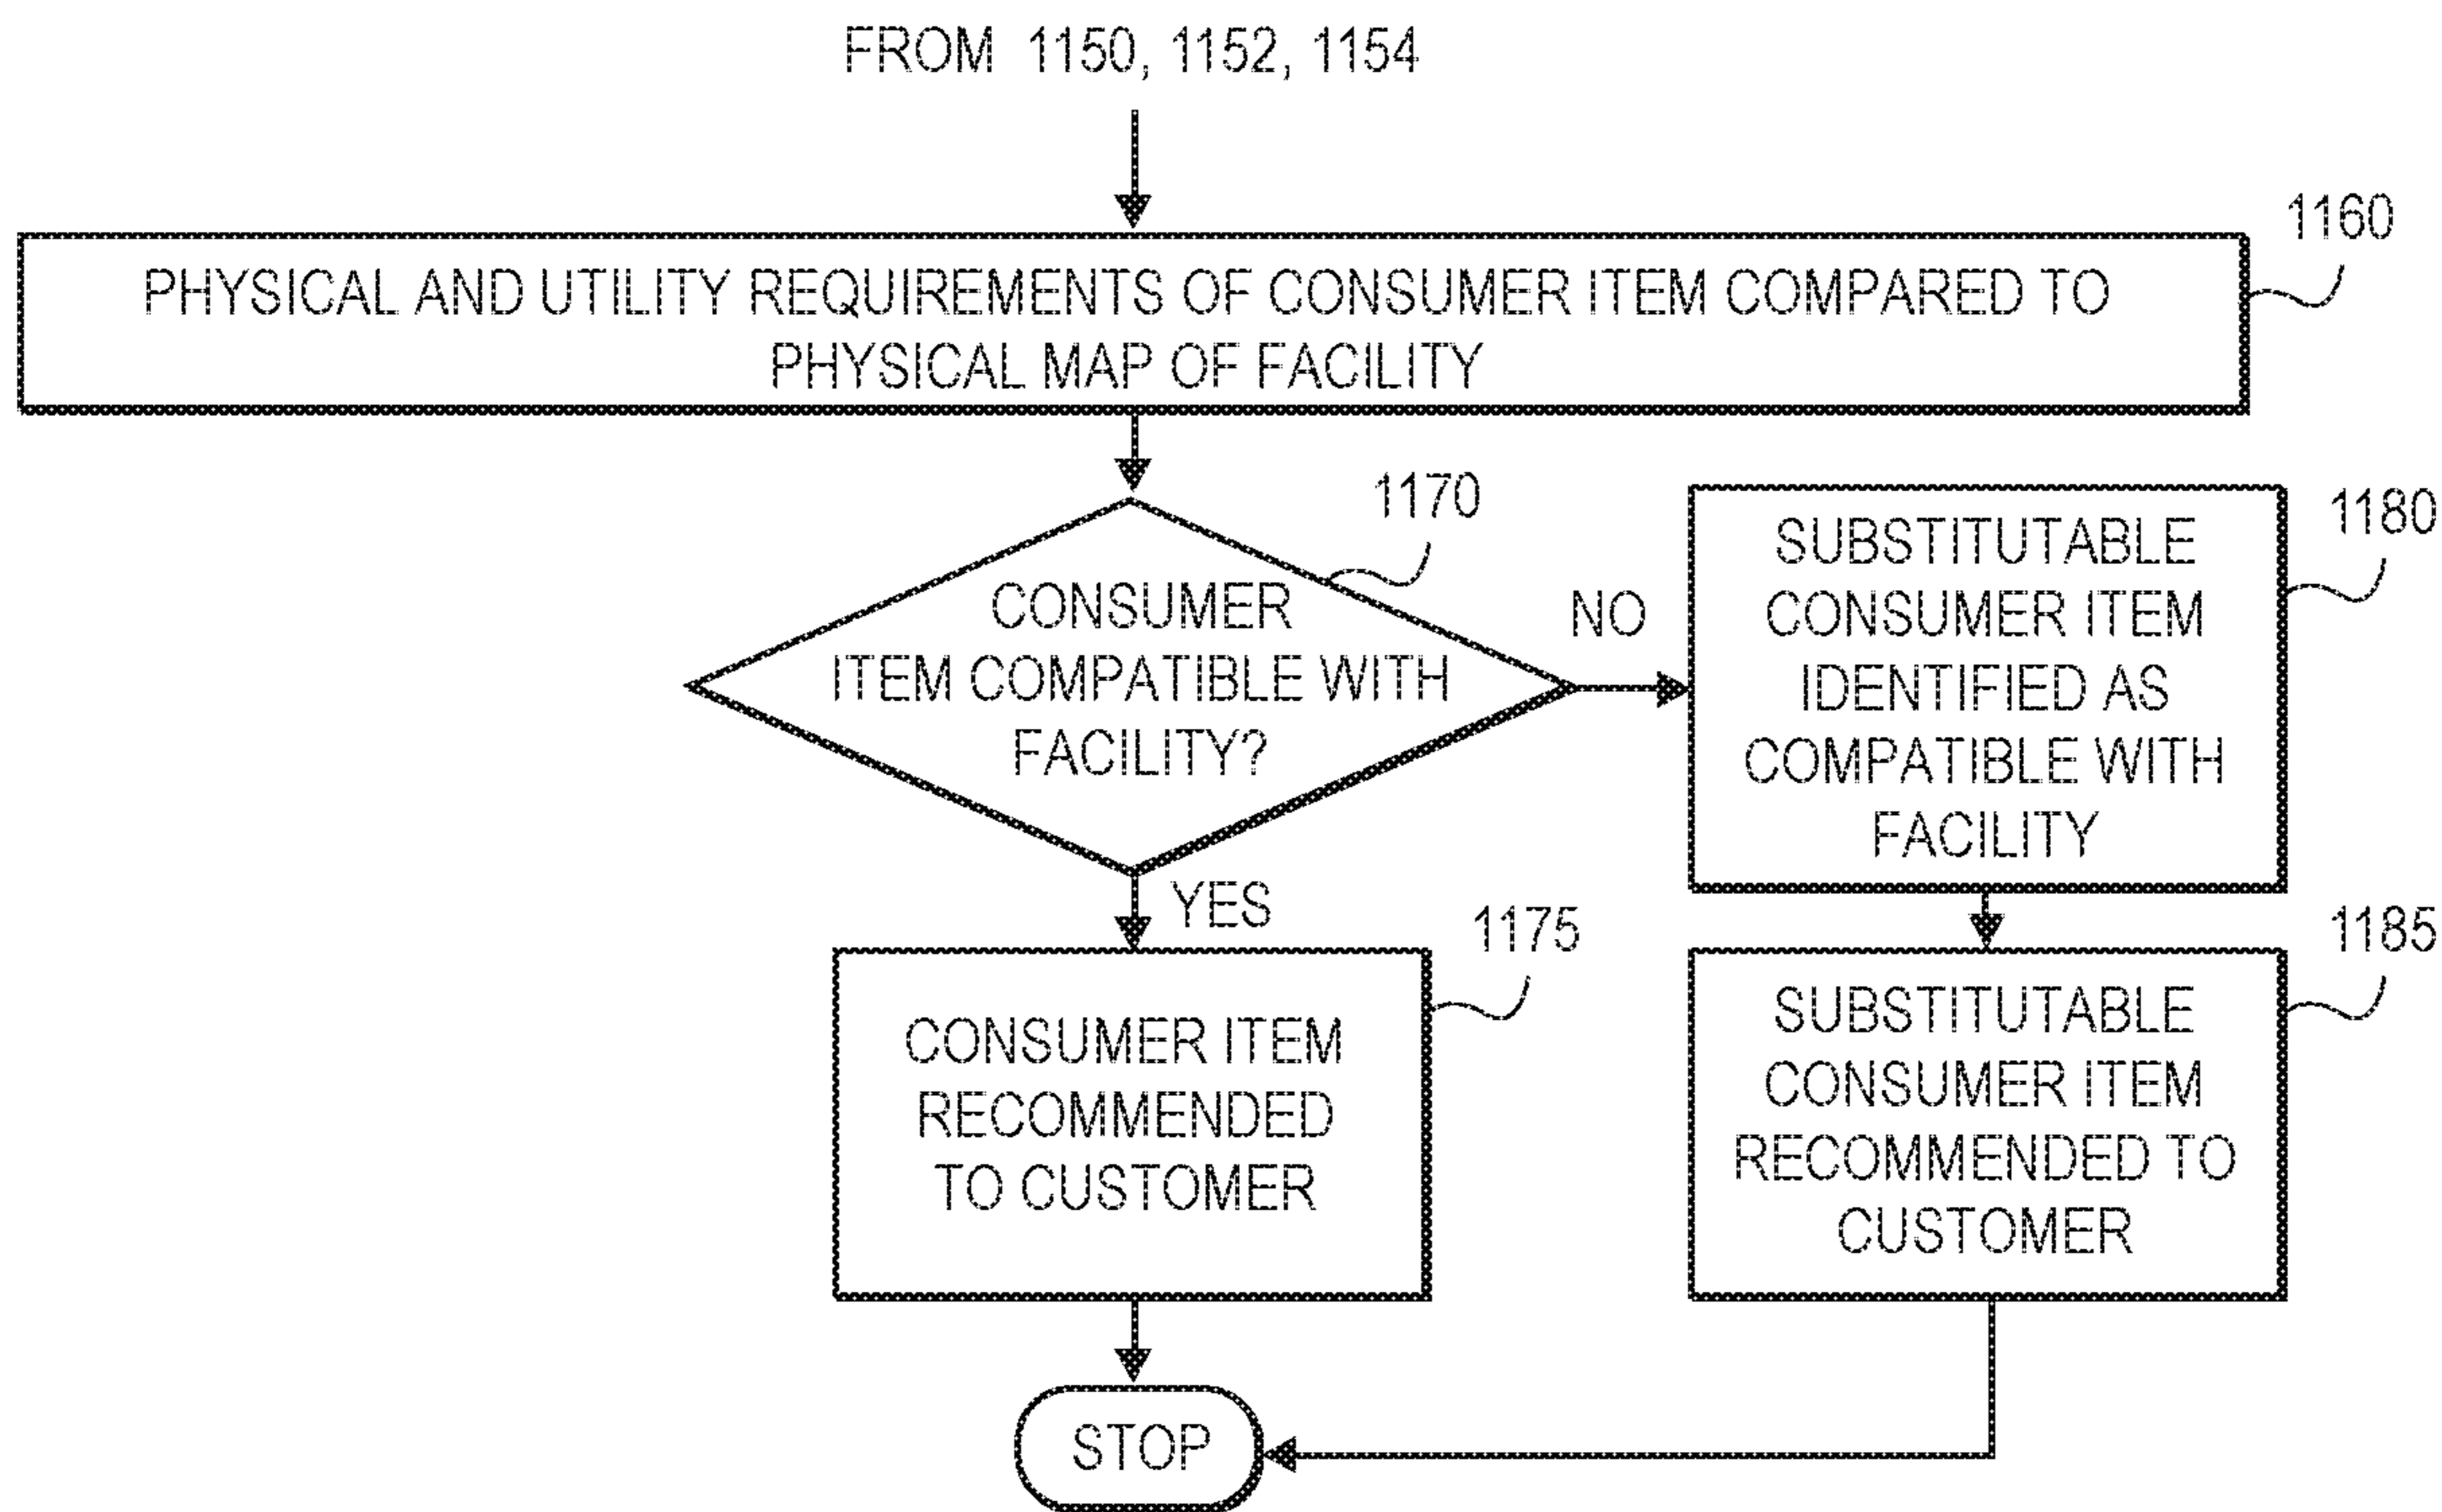 FROM 1150, 1152, 1154
1160
PHYSICAL AND UTILITY REQUIREMENTS OF CONSUMER ITEM COMPARED TO
PHYSICAL MAP OF FACILITY
1170
CONSUMER
ITEM COMPATIBLE WITH
FACILITY?
NO
YES
1180
SUBSTITUTABLE
CONSUMER ITEM
IDENTIFIED AS
COMPATIBLE WITH
FACILITY
1175
CONSUMER ITEM
RECOMMENDED
TO CUSTOMER
1185
SUBSTITUTABLE
CONSUMER ITEM
RECOMMENDED TO
CUSTOMER
STOP